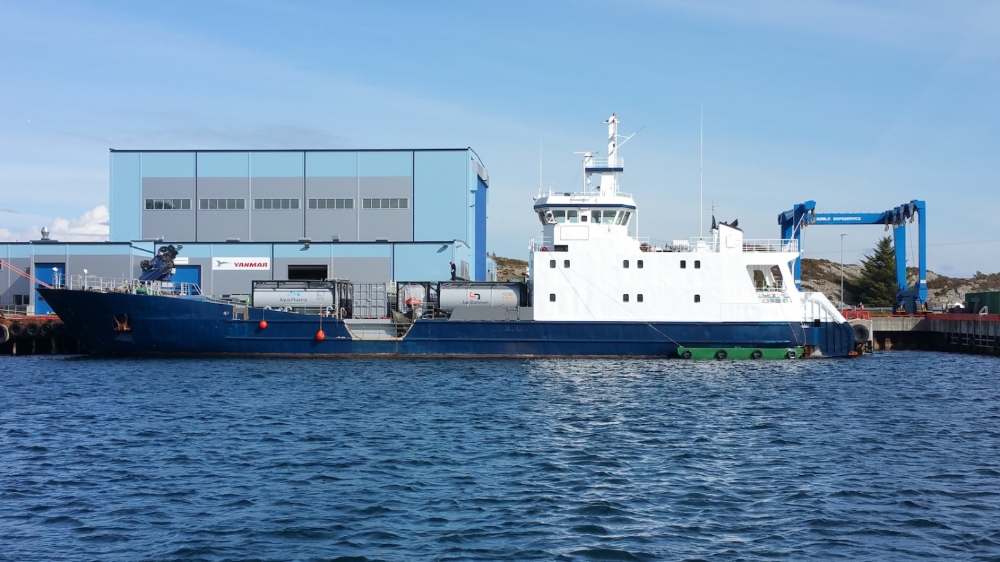 YANMAR
Aqua Pharma
Jan Dohmen
BØMLO SKIPSSERVICE